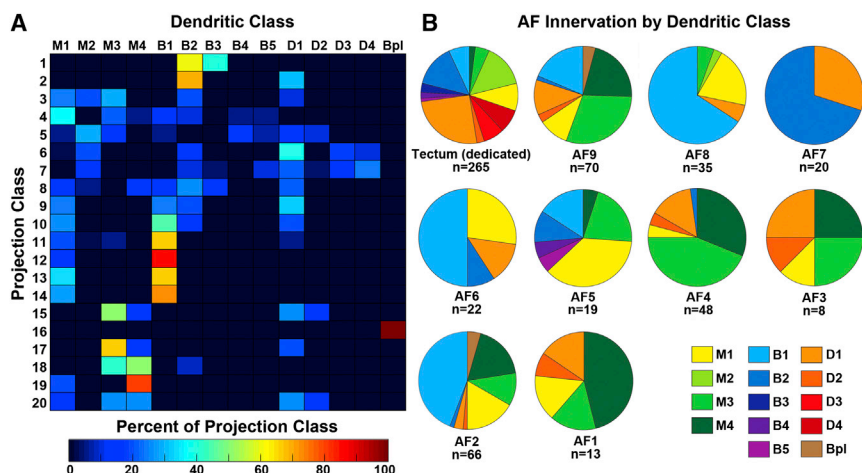 A
Dendritic Class
M1 M2 M3 M4 B1 B2 B3 B4 B5 D1 D2 D3 D4 Bpl
Projection Class
1
2
3
4
5
6
7
8
9
10
11
12
13
14
15
16
17
18
19
20
Percent of Projection Class
0 20 40 60 80 100
B
AF Innervation by Dendritic Class
Tectum (dedicated)
n=265
AF9
n=70
AF8
n=35
AF7
n=20
AF6
n=22
AF5
n=19
AF4
n=48
AF3
n=8
AF2
n=66
AF1
n=13
M1 B1 D1
M2 B2 D2
M3 B3 D3
M4 B4 D4
B5 Bpl